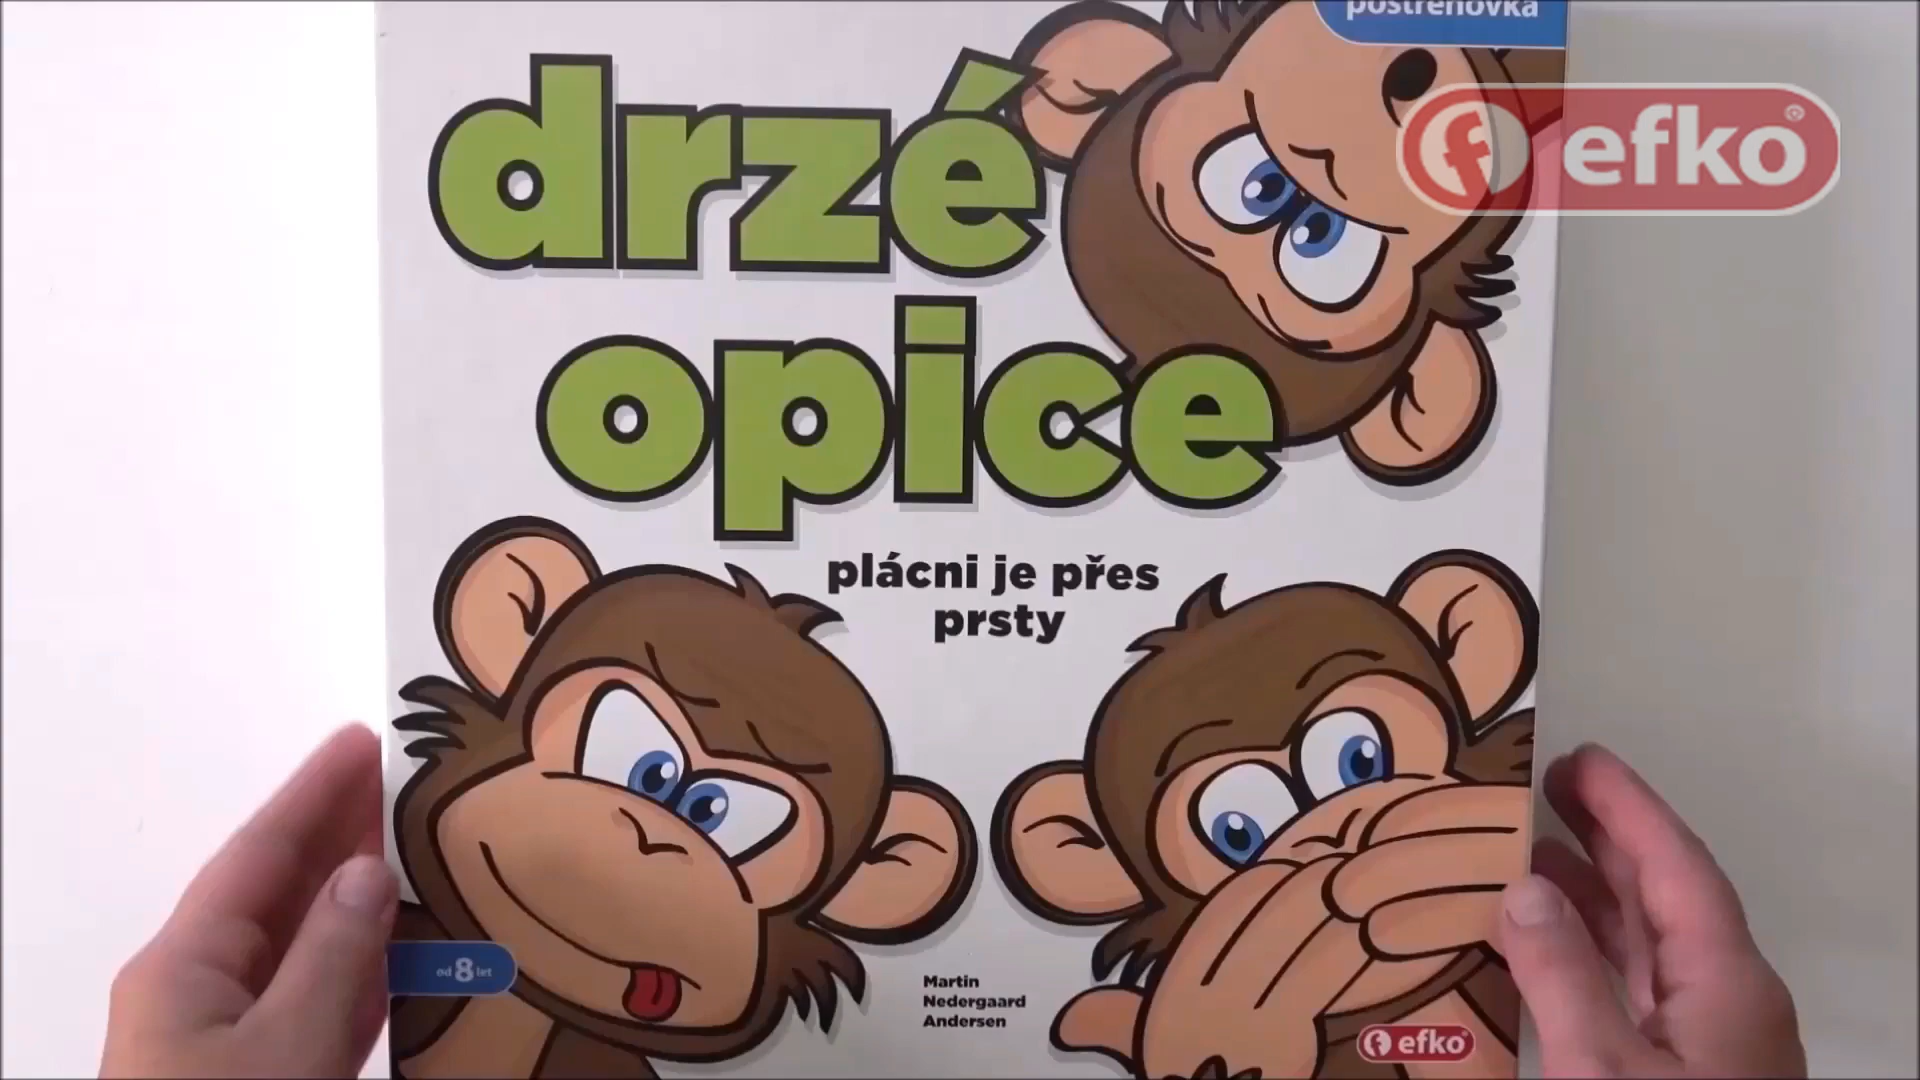 postřehovka
efko
drzé
opice
plácni je přes
prsty
od 8 let
Martin
Nedergaard
Andersen
efko